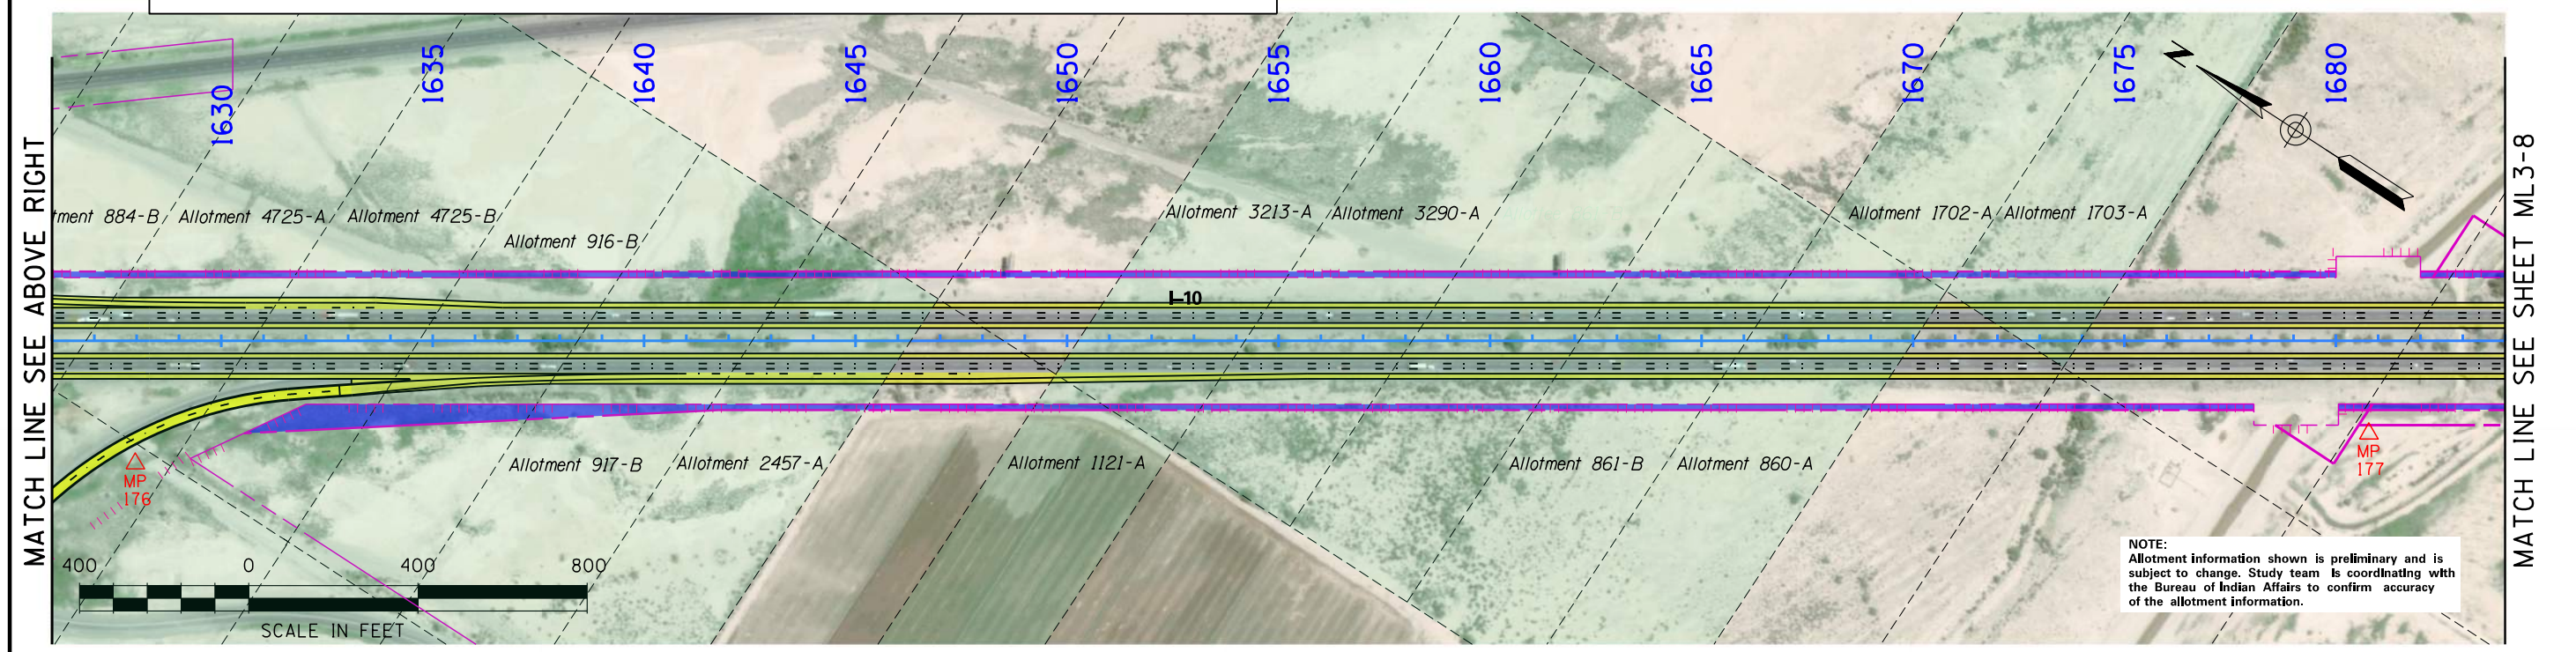 MATCH LINE SEE ABOVE RIGHT
1630
1635
1640
1645
1650
1655
1660
1665
1670
1675
1680
N
tment 884-B
Allotment 4725-A
Allotment 4725-B
Allotment 916-B
Allotment 3213-A
Allotment 3290-A
Allotment 1702-A
Allotment 1703-A
I-10
MP
176
Allotment 917-B
Allotment 2457-A
Allotment 1121-A
Allotment 861-B
Allotment 860-A
MP
177
400 0 400 800
SCALE IN FEET
NOTE:
Allotment information shown is preliminary and is
subject to change. Study team is coordinating with
the Bureau of Indian Affairs to confirm accuracy
of the allotment information.
MATCH LINE SEE SHEET ML3-8